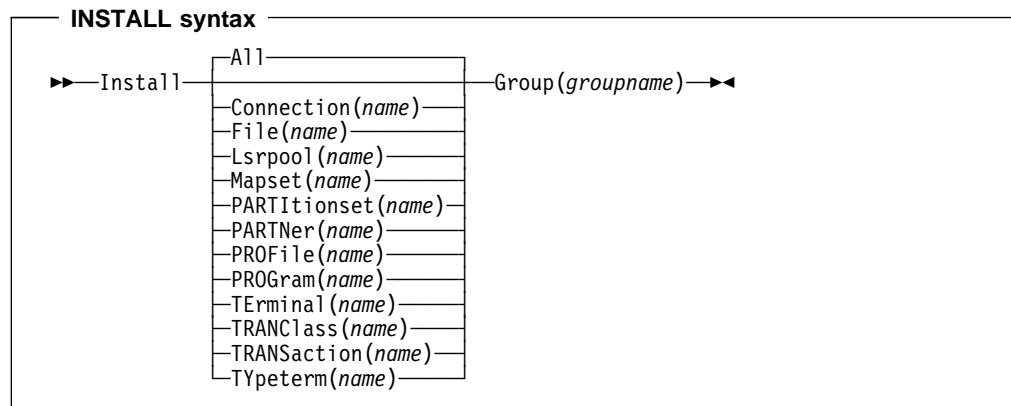 INSTALL syntax
All
Install Group(groupname)
Connection(name)
File(name)
Lsrpool(name)
Mapset(name)
PARTItionset(name)
PARTNer(name)
PROFile(name)
PROGram(name)
TErminal(name)
TRANClass(name)
TRANSaction(name)
TYpeterm(name)